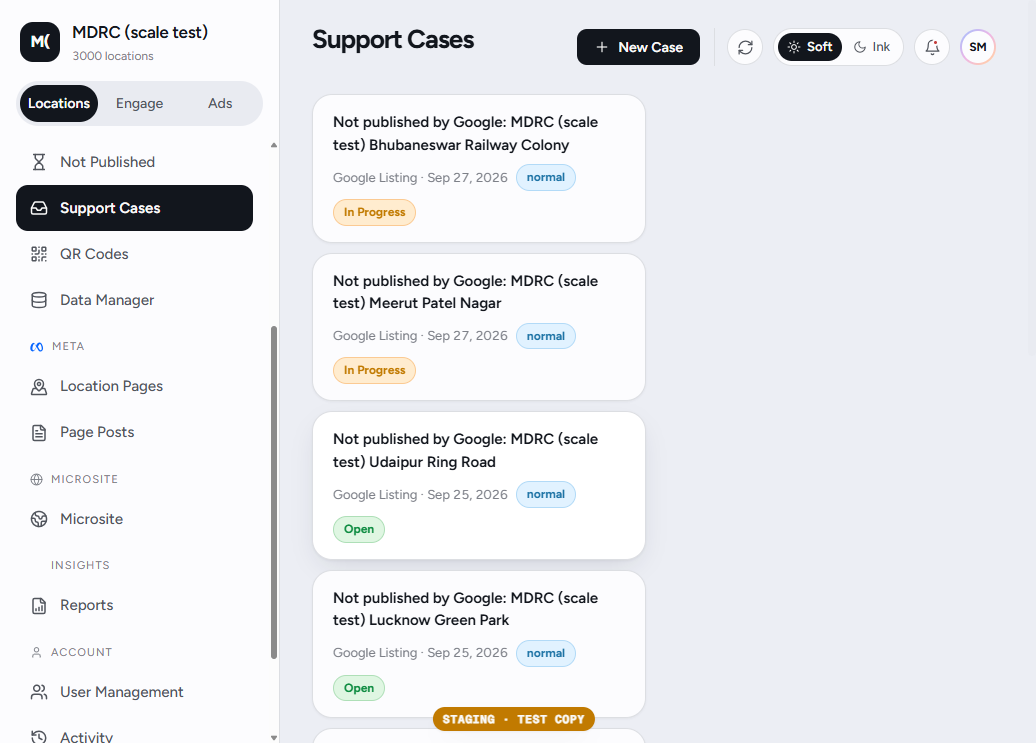 M(
MDRC (scale test)
3000 locations
Locations
Engage
Ads
Not Published
Support Cases
QR Codes
Data Manager
META
Location Pages
Page Posts
MICROSITE
Microsite
INSIGHTS
Reports
ACCOUNT
User Management
Activity
Support Cases
+ New Case
Soft
Ink
SM
Not published by Google: MDRC (scale
test) Bhubaneswar Railway Colony
Google Listing · Sep 27, 2026 normal
In Progress
Not published by Google: MDRC (scale
test) Meerut Patel Nagar
Google Listing · Sep 27, 2026 normal
In Progress
Not published by Google: MDRC (scale
test) Udaipur Ring Road
Google Listing · Sep 25, 2026 normal
Open
Not published by Google: MDRC (scale
test) Lucknow Green Park
Google Listing · Sep 25, 2026 normal
Open
STAGING · TEST COPY